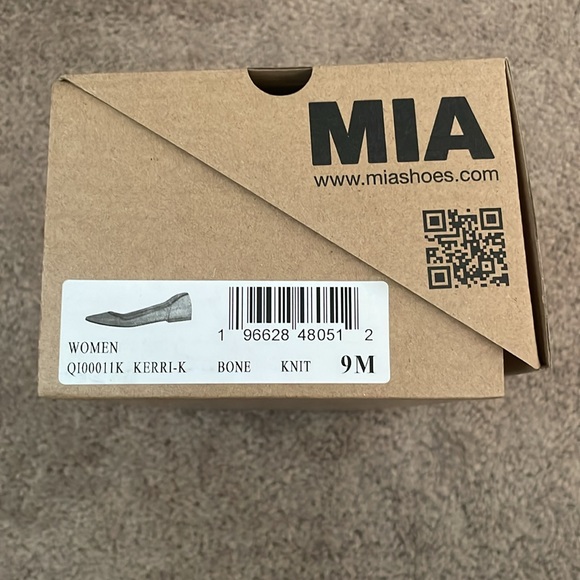 MIA
www.miashoes.com
1 96628 48051 2
WOMEN
QI00011K KERRI-K BONE KNIT 9M